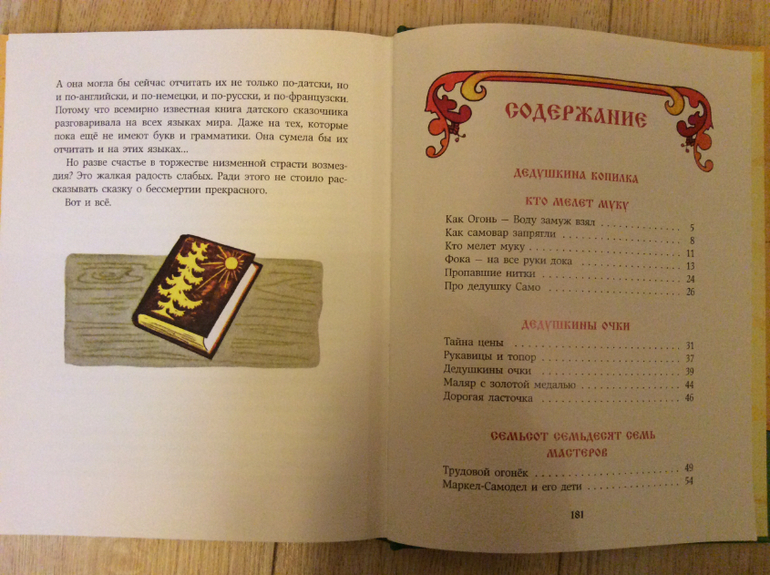 А она могла бы сейчас отчитать их не только по-датски, но
и по-английски, и по-немецки, и по-русски, и по-французски.
Потому что всемирно известная книга датского сказочника
разговаривала на всех языках мира. Даже на тех, которые
пока ещё не имеют букв и грамматики. Она сумела бы их
отчитать и на этих языках...
Но разве счастье в торжестве низменной страсти возмез-
дия? Это жалкая радость слабых. Ради этого не стоило рас-
сказывать сказку о бессмертии прекрасного.
Вот и всё.
СОДЕРЖАНИЕ
ДЕДУШКИНА КОПИЛКА
КТО МЕЛЕТ МУКУ
Как Огонь — Воду замуж взял 5
Как самовар запрягли 8
Кто мелет муку 11
Фока — на все руки дока 13
Пропавшие нитки 24
Про дедушку Само 26
ДЕДУШКИНЫ ОЧКИ
Тайна цены 31
Рукавицы и топор 37
Дедушкины очки 39
Маляр с золотой медалью 44
Дорогая ласточка 46
СЕМЬСОТ СЕМЬДЕСЯТ СЕМЬ
МАСТЕРОВ
Трудовой огонёк 49
Маркел-Самодел и его дети 54
181